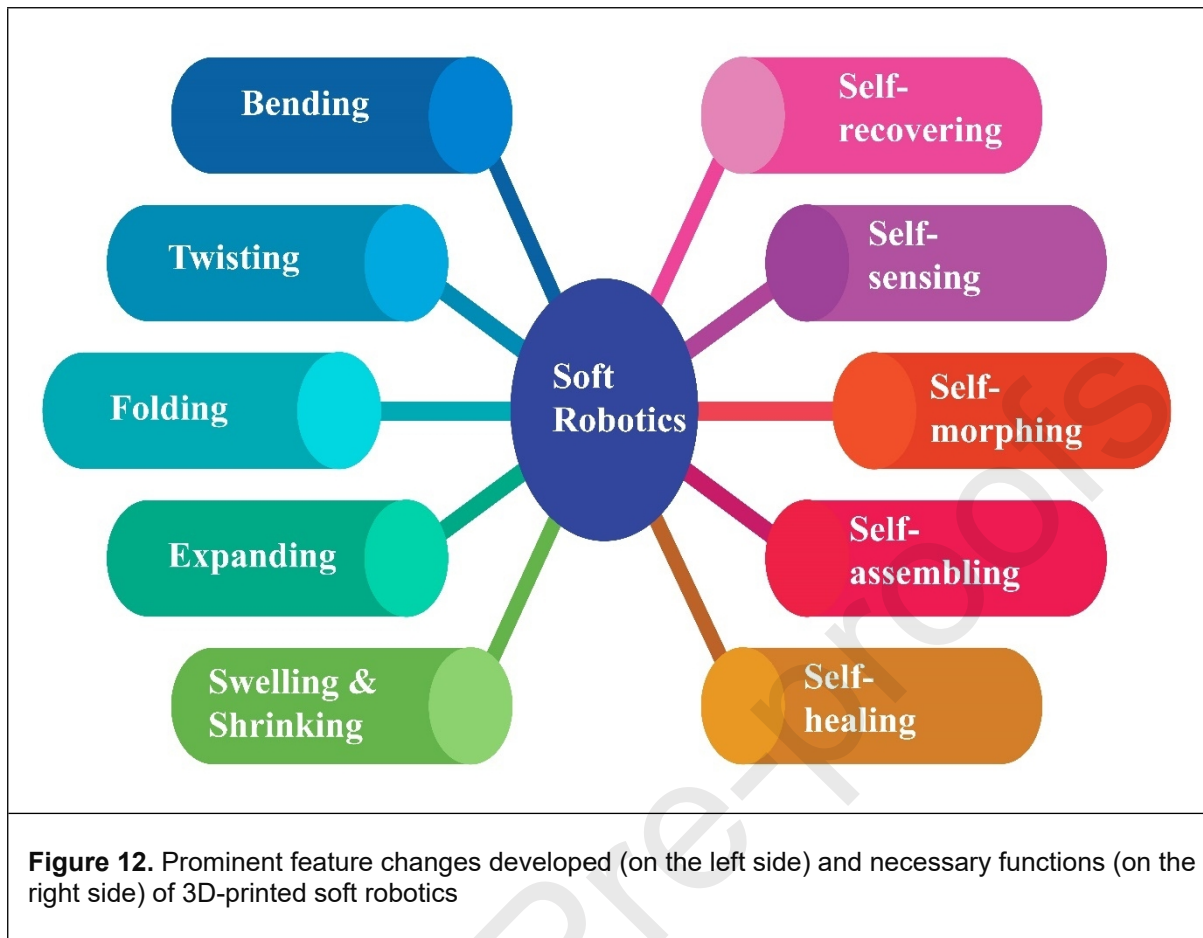 Bending
Twisting
Folding
Expanding
Swelling &
Shrinking
Soft
Robotics
Self-
recovering
Self-
sensing
Self-
morphing
Self-
assembling
Self-
healing
Pre-proofs
Figure 12. Prominent feature changes developed (on the left side) and necessary functions (on the
right side) of 3D-printed soft robotics